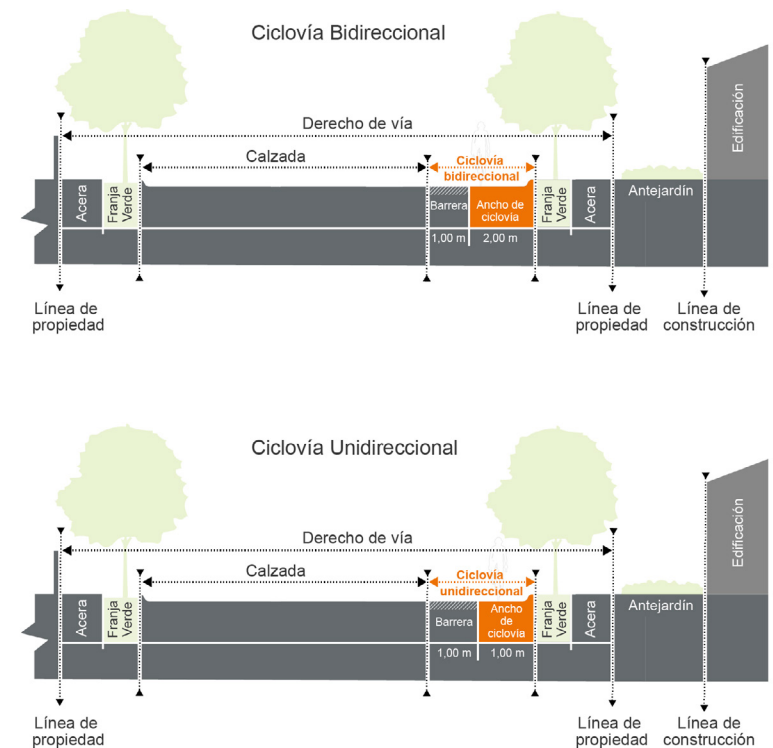 Ciclovía Bidireccional
Derecho de vía
Calzada
Ciclovía
bidireccional
Acera
Franja
Verde
Barrera
Ancho de
ciclovía
Franja
Verde
Acera
Antejardín
Edificación
1,00 m
2,00 m
Línea de
propiedad
Línea de
propiedad
Línea de
construcción
Ciclovía Unidireccional
Derecho de vía
Calzada
Ciclovía
unidireccional
Acera
Franja
Verde
Barrera
Ancho
de
ciclovía
Franja
Verde
Acera
Antejardín
Edificación
1,00 m
1,00 m
Línea de
propiedad
Línea de
propiedad
Línea de
construcción